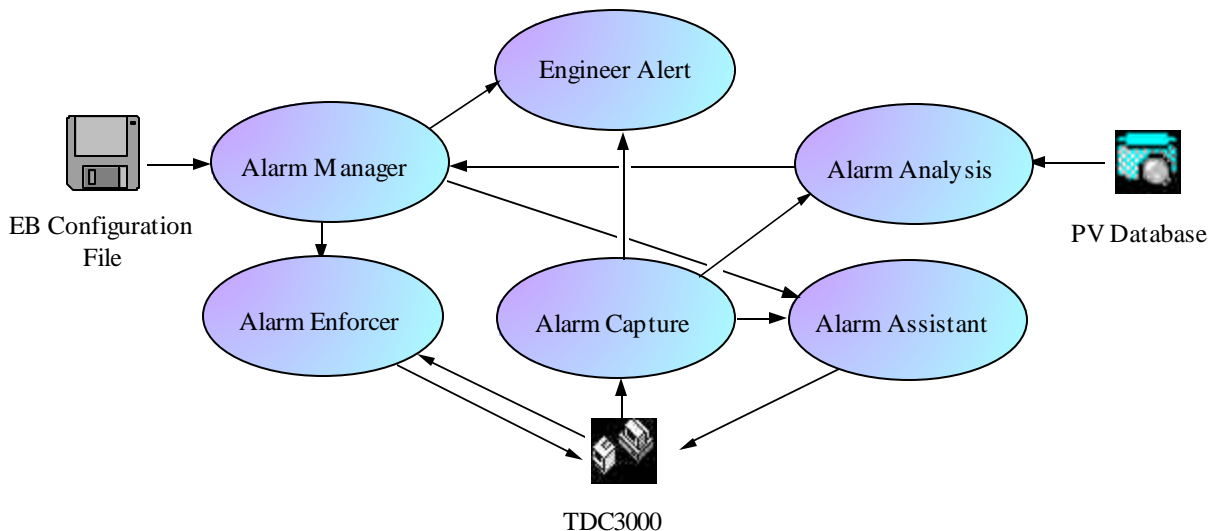 Engineer Alert
Alarm Manager
Alarm Analysis
EB Configuration
File
PV Database
Alarm Enforcer
Alarm Capture
Alarm Assistant
TDC3000